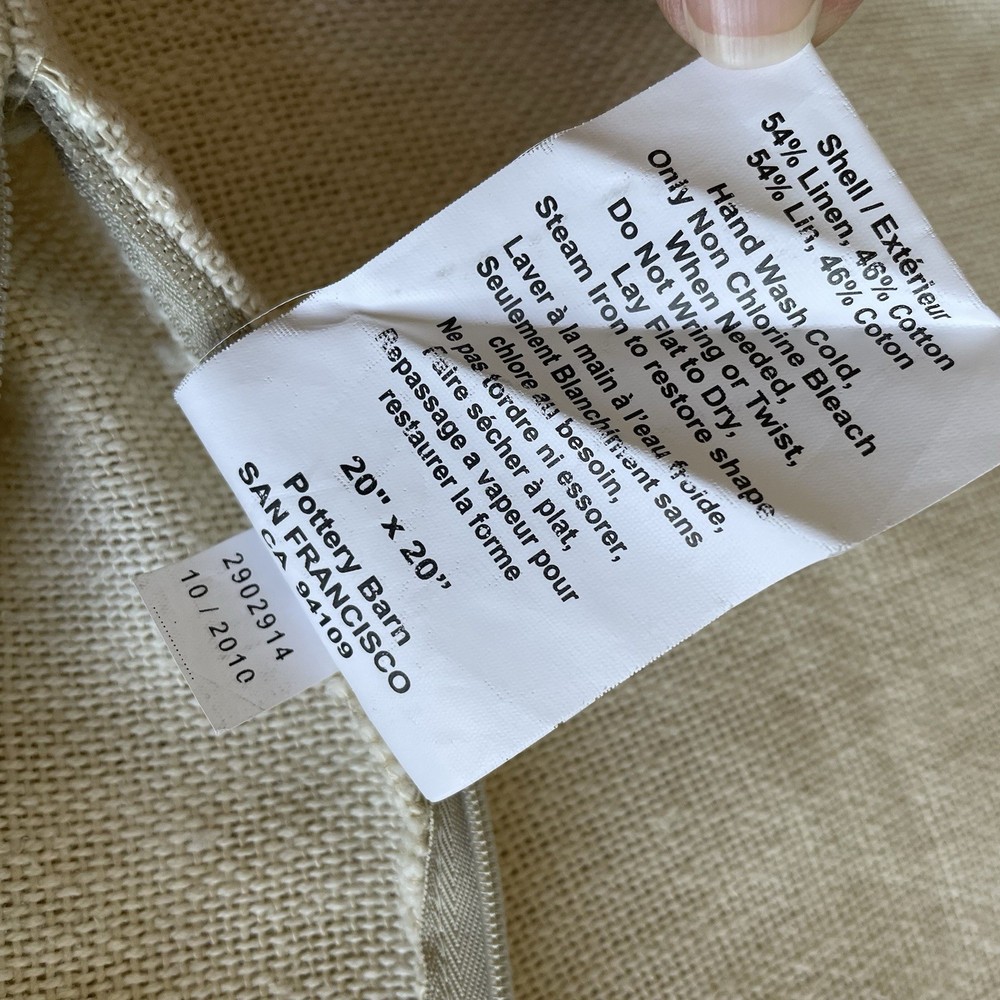 Shell / Extérieur
54% Linen, 46% Cotton
54% Lin, 46% Coton
Hand Wash Cold,
Only Non Chlorine Bleach
When Needed,
Do Not Wring or Twist,
Lay Flat to Dry,
Steam Iron to restore shape
Laver à la main à l'eau froide,
Seulement Blanchiment sans
chlore au besoin,
Ne pas tordre ni essorer,
Faire sécher à plat,
Repassage a vapeur pour
restaurer la forme
20" x 20"
Pottery Barn
SAN FRANCISCO
CA 94109
2902914
10 / 2010